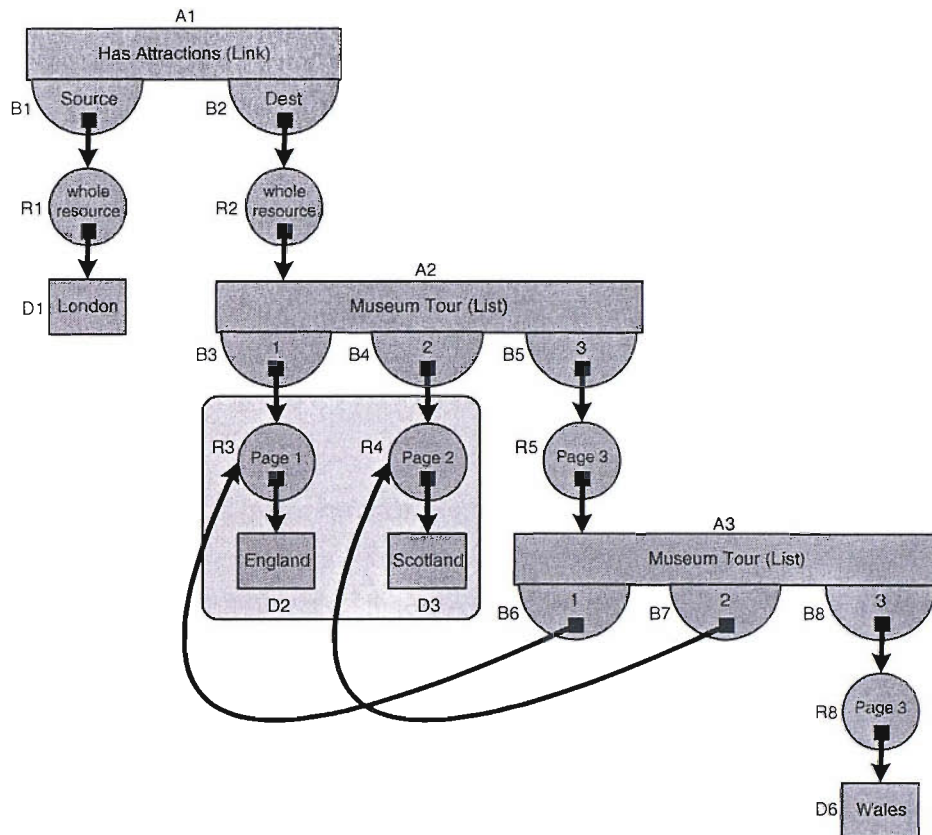 A1
Has Attractions (Link)
B1
Source
B2
Dest
R1
whole
resource
R2
whole
resource
D1
London
A2
Museum Tour (List)
B3
1
B4
2
B5
3
R3
Page 1
R4
Page 2
R5
Page 3
England
Scotland
D2
D3
A3
Museum Tour (List)
B6
1
B7
2
B8
3
R8
Page 3
D6
Wales